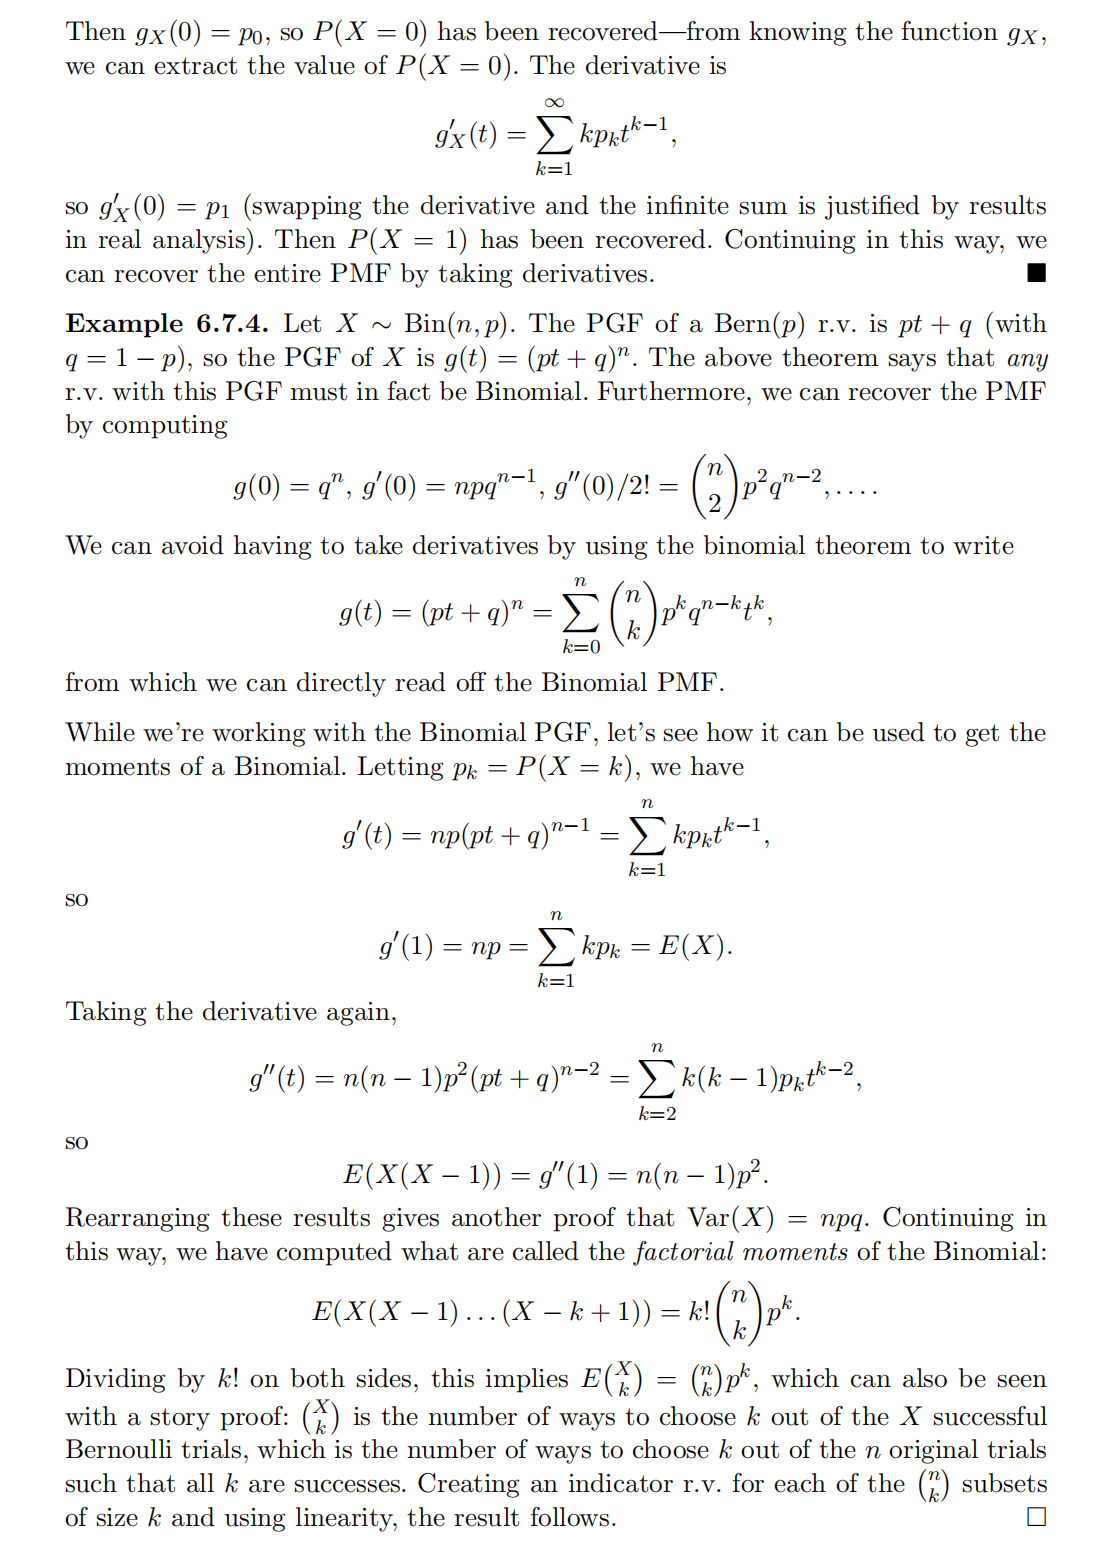 Then g_X(0) = p_0, so P(X = 0) has been recovered—from knowing the function g_X,
we can extract the value of P(X = 0). The derivative is
g′_X(t) = ∑_{k=1}^{∞} kp_k t^{k−1},
so g′_X(0) = p_1 (swapping the derivative and the infinite sum is justified by results
in real analysis). Then P(X = 1) has been recovered. Continuing in this way, we
can recover the entire PMF by taking derivatives. ■
Example 6.7.4. Let X ∼ Bin(n, p). The PGF of a Bern(p) r.v. is pt + q (with
q = 1 − p), so the PGF of X is g(t) = (pt + q)^n. The above theorem says that any
r.v. with this PGF must in fact be Binomial. Furthermore, we can recover the PMF
by computing
g(0) = q^n, g′(0) = npq^{n−1}, g′′(0)/2! = \binom{n}{2} p^2 q^{n−2}, . . . .
We can avoid having to take derivatives by using the binomial theorem to write
g(t) = (pt + q)^n = ∑_{k=0}^{n} \binom{n}{k} p^k q^{n−k} t^k,
from which we can directly read off the Binomial PMF.
While we’re working with the Binomial PGF, let’s see how it can be used to get the
moments of a Binomial. Letting p_k = P(X = k), we have
g′(t) = np(pt + q)^{n−1} = ∑_{k=1}^{n} kp_k t^{k−1},
so
g′(1) = np = ∑_{k=1}^{n} kp_k = E(X).
Taking the derivative again,
g′′(t) = n(n − 1)p^2(pt + q)^{n−2} = ∑_{k=2}^{n} k(k − 1)p_k t^{k−2},
so
E(X(X − 1)) = g′′(1) = n(n − 1)p^2.
Rearranging these results gives another proof that Var(X) = npq. Continuing in
this way, we have computed what are called the factorial moments of the Binomial:
E(X(X − 1) . . . (X − k + 1)) = k! \binom{n}{k} p^k.
Dividing by k! on both sides, this implies E\binom{X}{k} = \binom{n}{k} p^k, which can also be seen
with a story proof: \binom{X}{k} is the number of ways to choose k out of the X successful
Bernoulli trials, which is the number of ways to choose k out of the n original trials
such that all k are successes. Creating an indicator r.v. for each of the \binom{n}{k} subsets
of size k and using linearity, the result follows. □